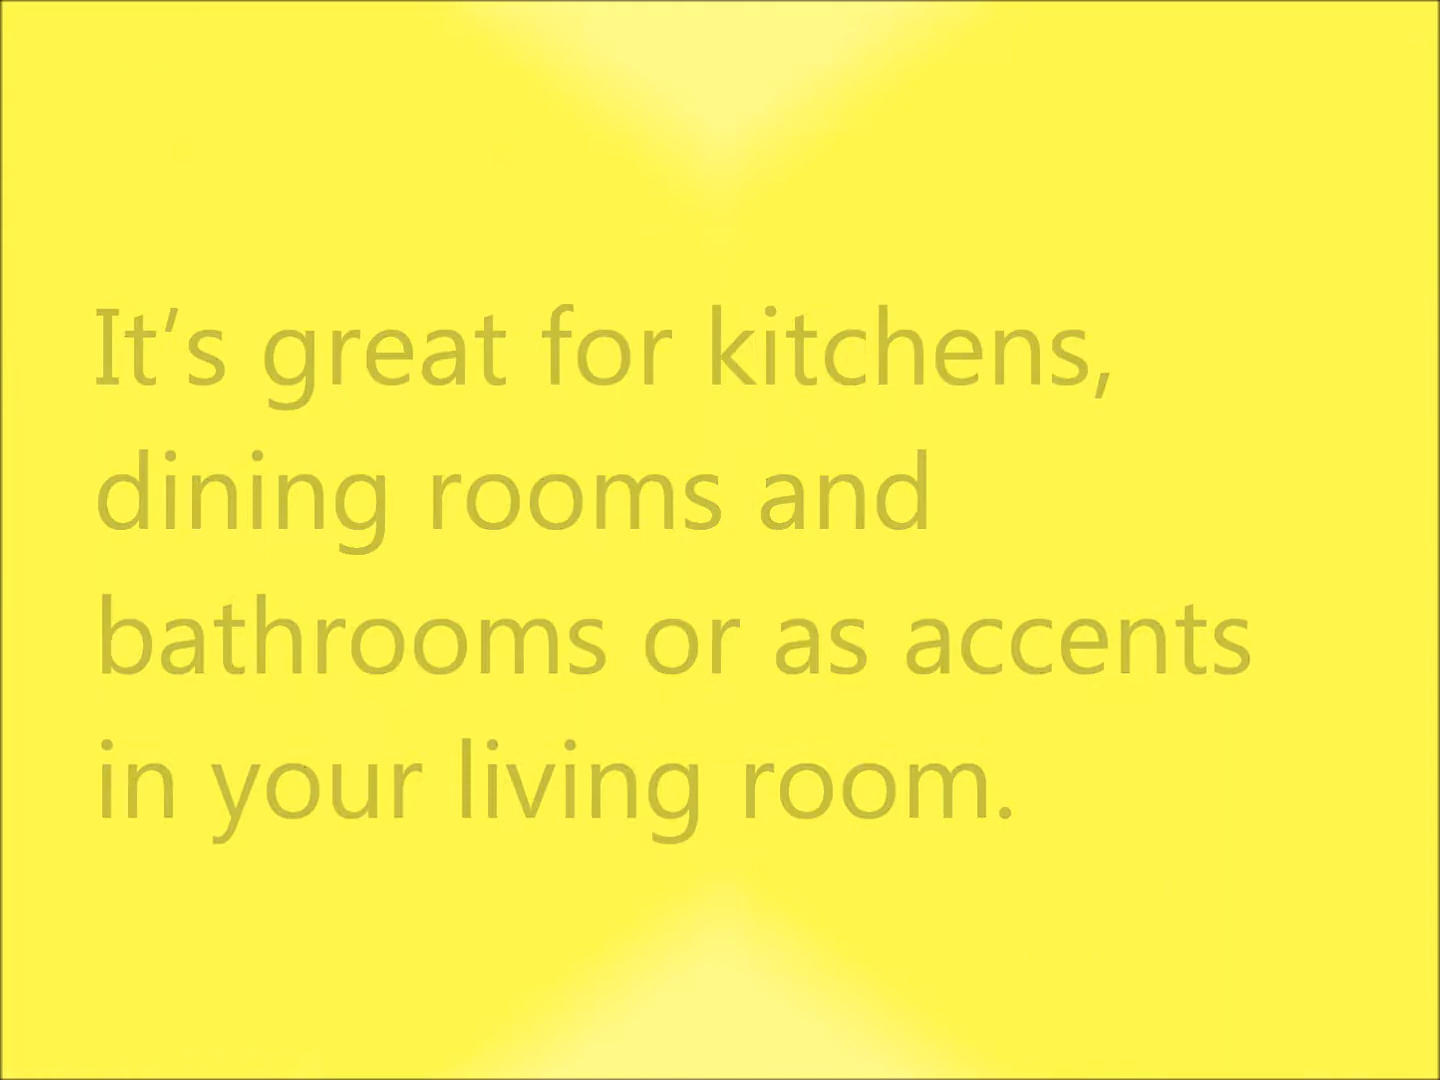 It’s great for kitchens,
dining rooms and
bathrooms or as accents
in your living room.